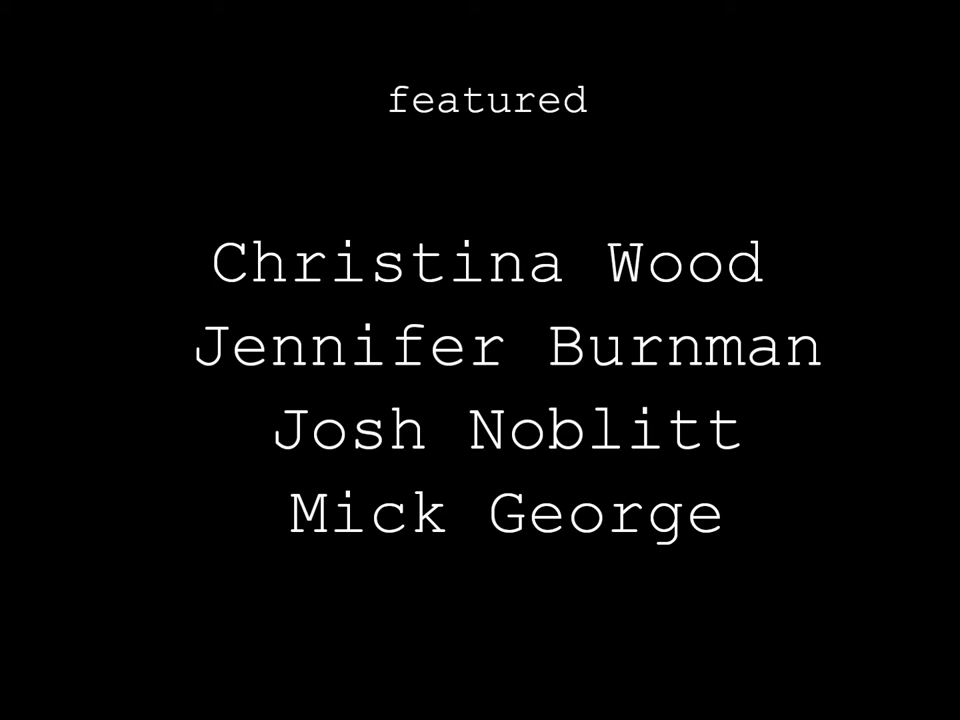 featured
Christina Wood
Jennifer Burnman
Josh Noblitt
Mick George